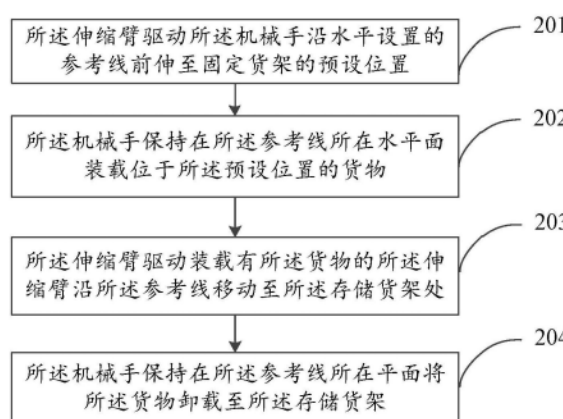 所述伸缩臂驱动所述机械手沿水平设置的
参考线前伸至固定货架的预设位置
201
所述机械手保持在所述参考线所在水平面
装载位于所述预设位置的货物
202
所述伸缩臂驱动装载有所述货物的所述伸
缩臂沿所述参考线移动至所述存储货架处
203
所述机械手保持在所述参考线所在平面将
所述货物卸载至所述存储货架
204